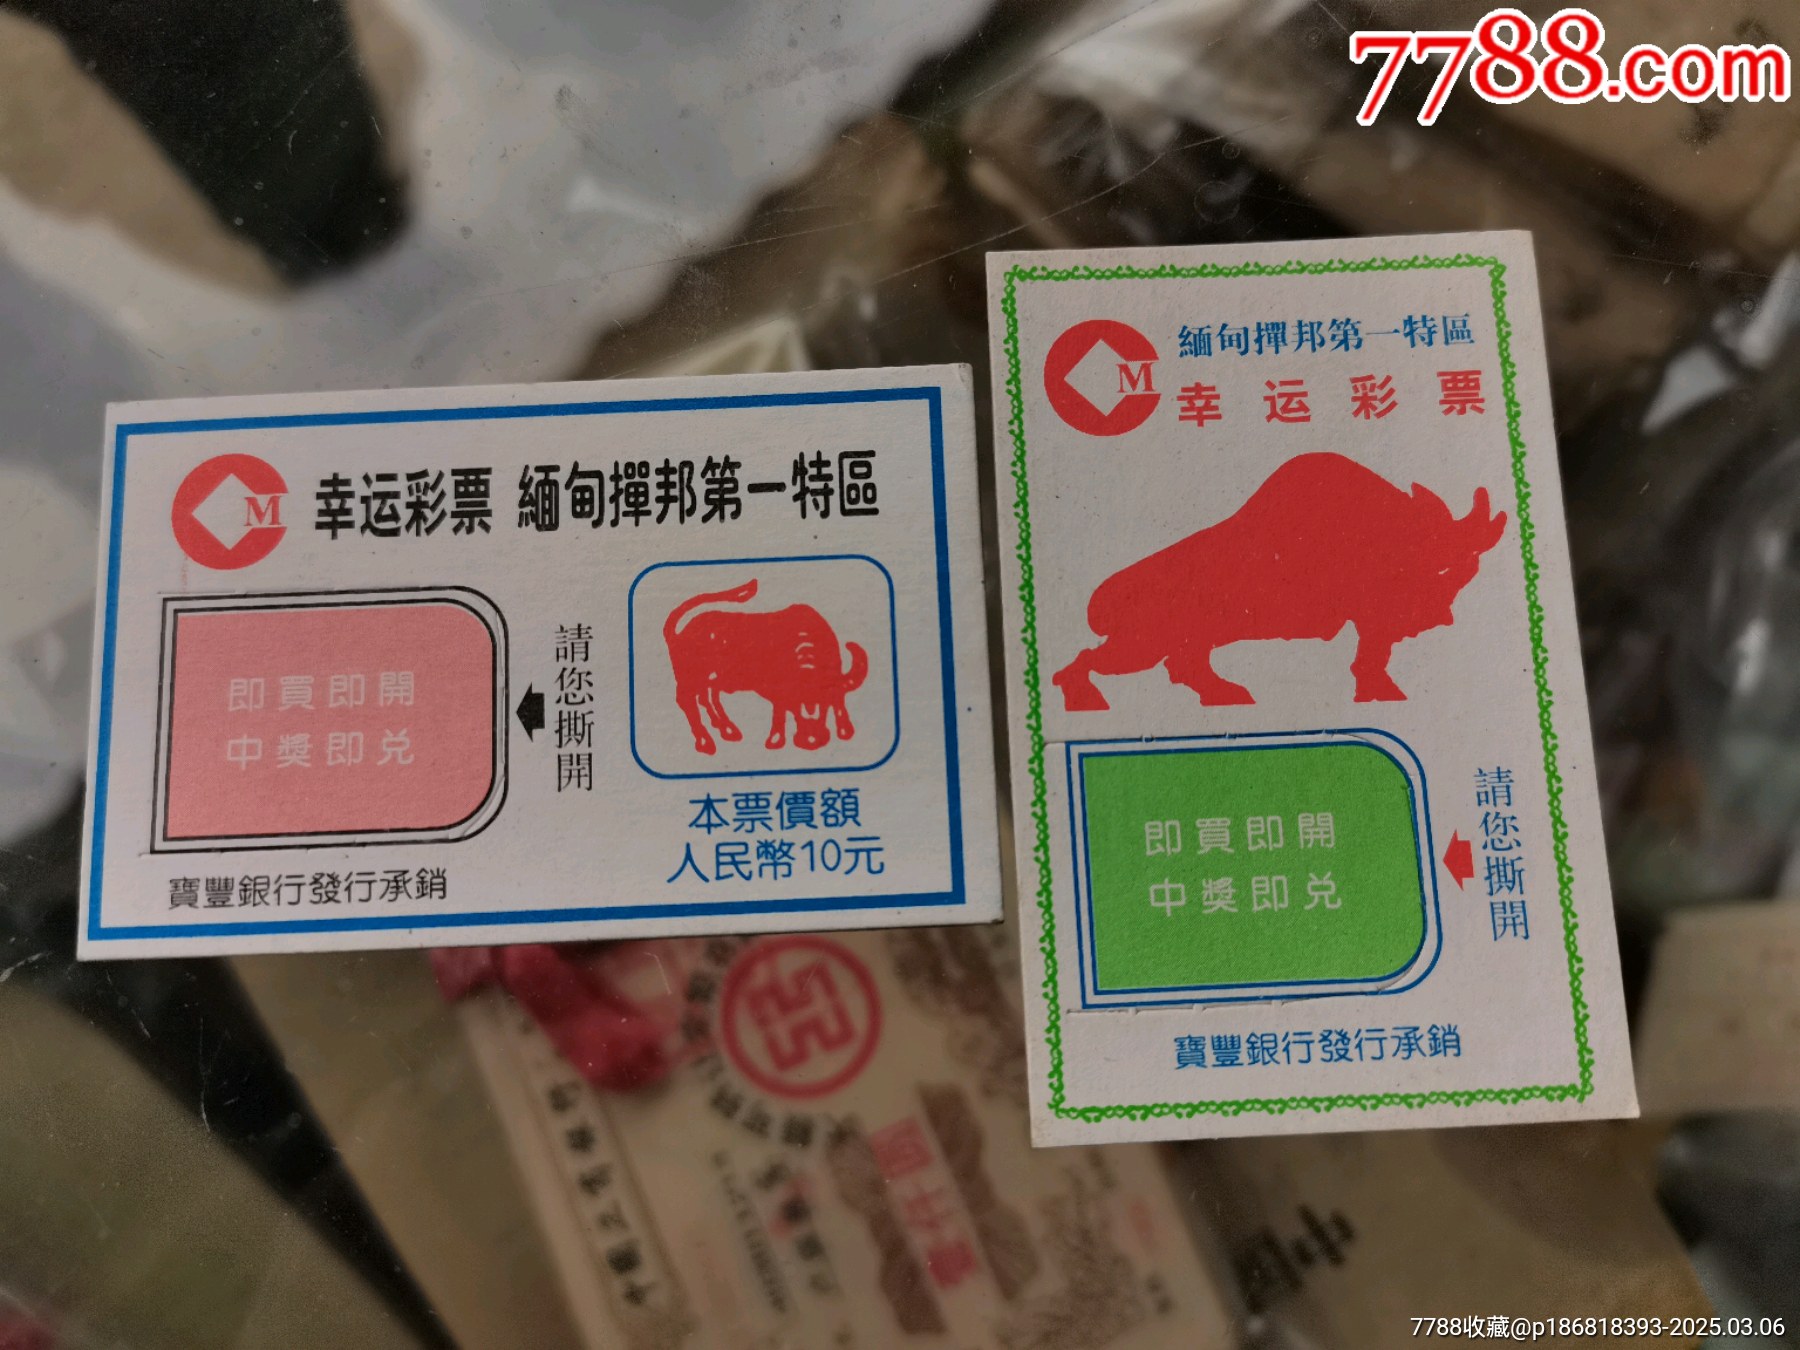 7788.com
幸运彩票 緬甸撣邦第一特區
M
即買即開
中獎即兑
請您撕開
本票價額
人民幣10元
寶豐銀行發行承銷
緬甸撣邦第一特區
M
幸运彩票
即買即開
中獎即兑
請您撕開
寶豐銀行發行承銷
7788收藏@p186818393-2025.03.06